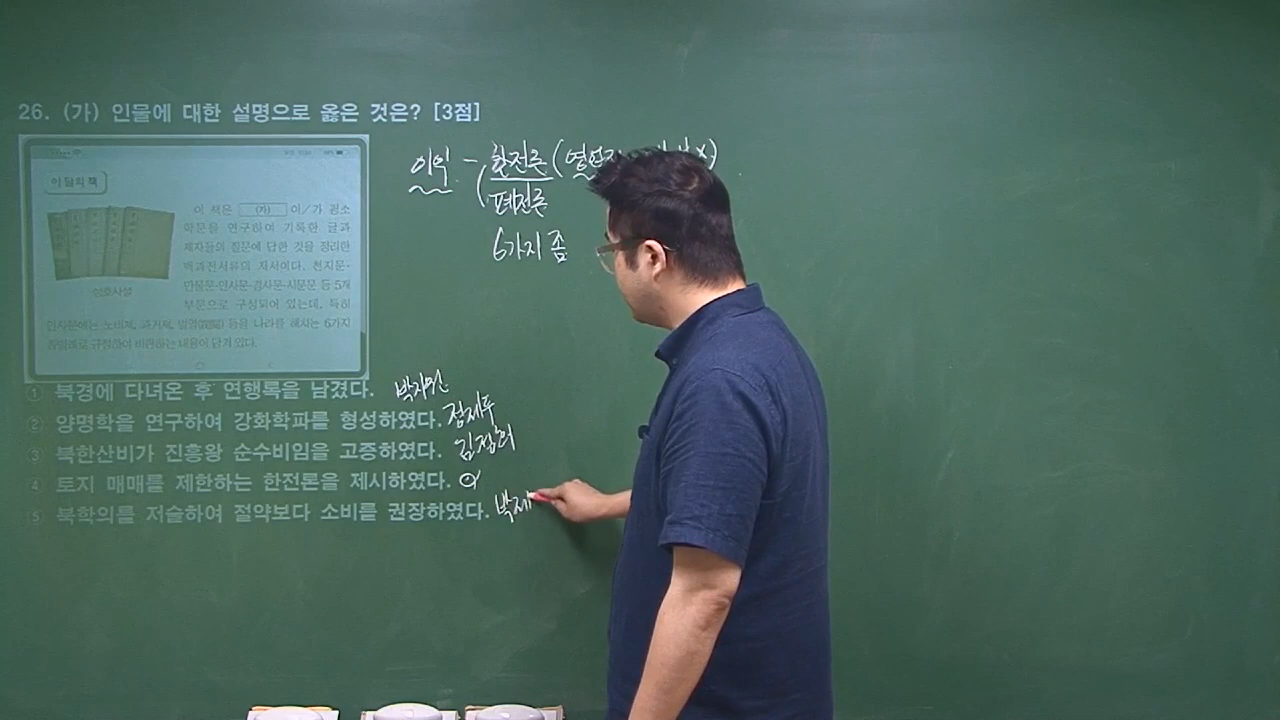 26. (가) 인물에 대한 설명으로 옳은 것은? [3점]
이 달의 책
이 책은 (가) 이/가 평소
학문을 연구하여 기록한 글과
제자들의 질문에 답한 것을 정리한
백과전서류의 저서이다. 천지문·
만물문·인사문·경사문·시문문 등 5개
부문으로 구성되어 있는데, 특히
인사문에는 노비제, 과거제, 벌열(閥閱) 등을 나라를 해치는 6가지
좀벌레로 규정하여 비판하는 내용이 담겨 있다.
성호사설
① 북경에 다녀온 후 연행록을 남겼다. 박지원
② 양명학을 연구하여 강화학파를 형성하였다. 정제두
③ 북한산비가 진흥왕 순수비임을 고증하였다. 김정희
④ 토지 매매를 제한하는 한전론을 제시하였다.
⑤ 북학의를 저술하여 절약보다 소비를 권장하였다. 박제
이익 - 한전론 (영업전
폐전론
6가지 좀